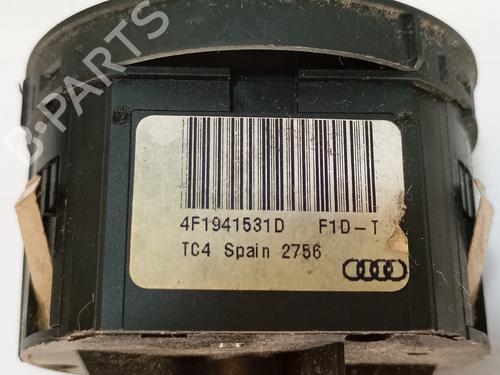 B-PARTS
4F1941531D F1D-T
TC4 Spain 2756